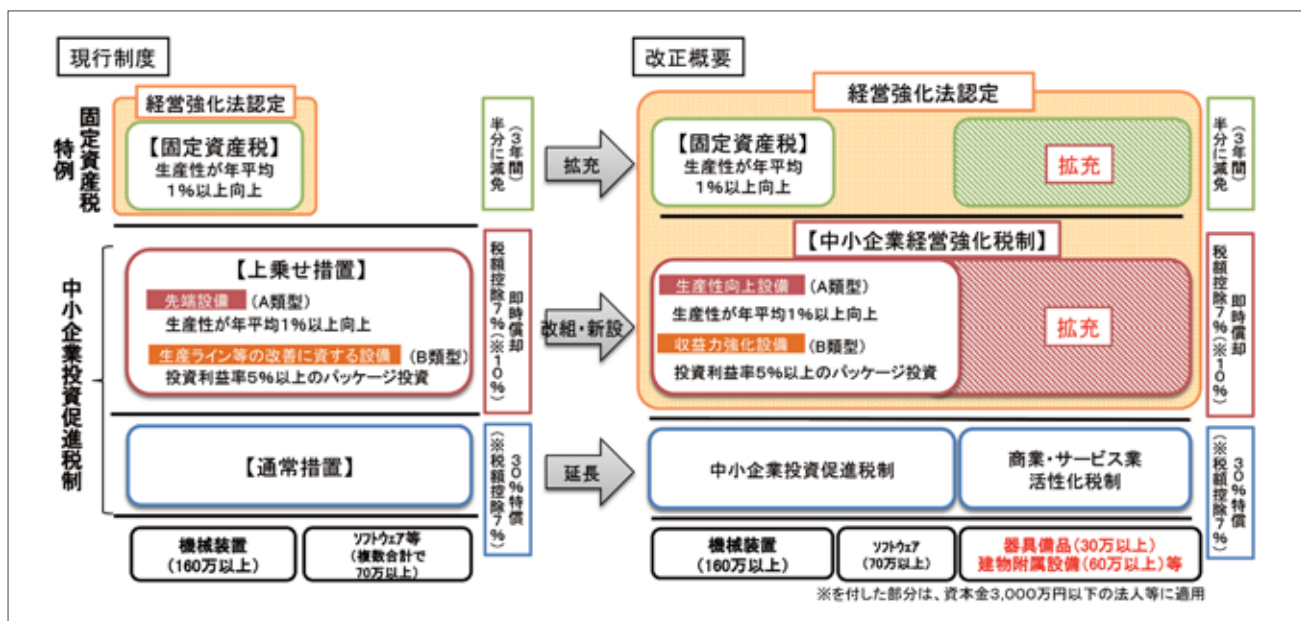 現行制度
固定資産税
特例
経営強化法認定
【固定資産税】
生産性が年平均
1%以上向上
(3年間)
半分に減免
中小企業投資促進税制
【上乗せ措置】
先端設備 (A類型)
生産性が年平均1%以上向上
生産ライン等の改善に資する設備 (B類型)
投資利益率5%以上のパッケージ投資
即時償却
税額控除7%(※10%)
【通常措置】
30%特償
(※税額控除7%)
機械装置
(160万以上)
ソフトウェア等
(複数合計で
70万以上)
拡充
改組・新設
延長
改正概要
経営強化法認定
【固定資産税】
生産性が年平均
1%以上向上
拡充
(3年間)
半分に減免
【中小企業経営強化税制】
生産性向上設備 (A類型)
生産性が年平均1%以上向上
収益力強化設備 (B類型)
投資利益率5%以上のパッケージ投資
拡充
即時償却
税額控除7%(※10%)
中小企業投資促進税制
商業・サービス業
活性化税制
30%特償
(※税額控除7%)
機械装置
(160万以上)
ソフトウェア
(70万以上)
器具備品(30万以上)
建物附属設備(60万以上)等
※を付した部分は、資本金3,000万円以下の法人等に適用